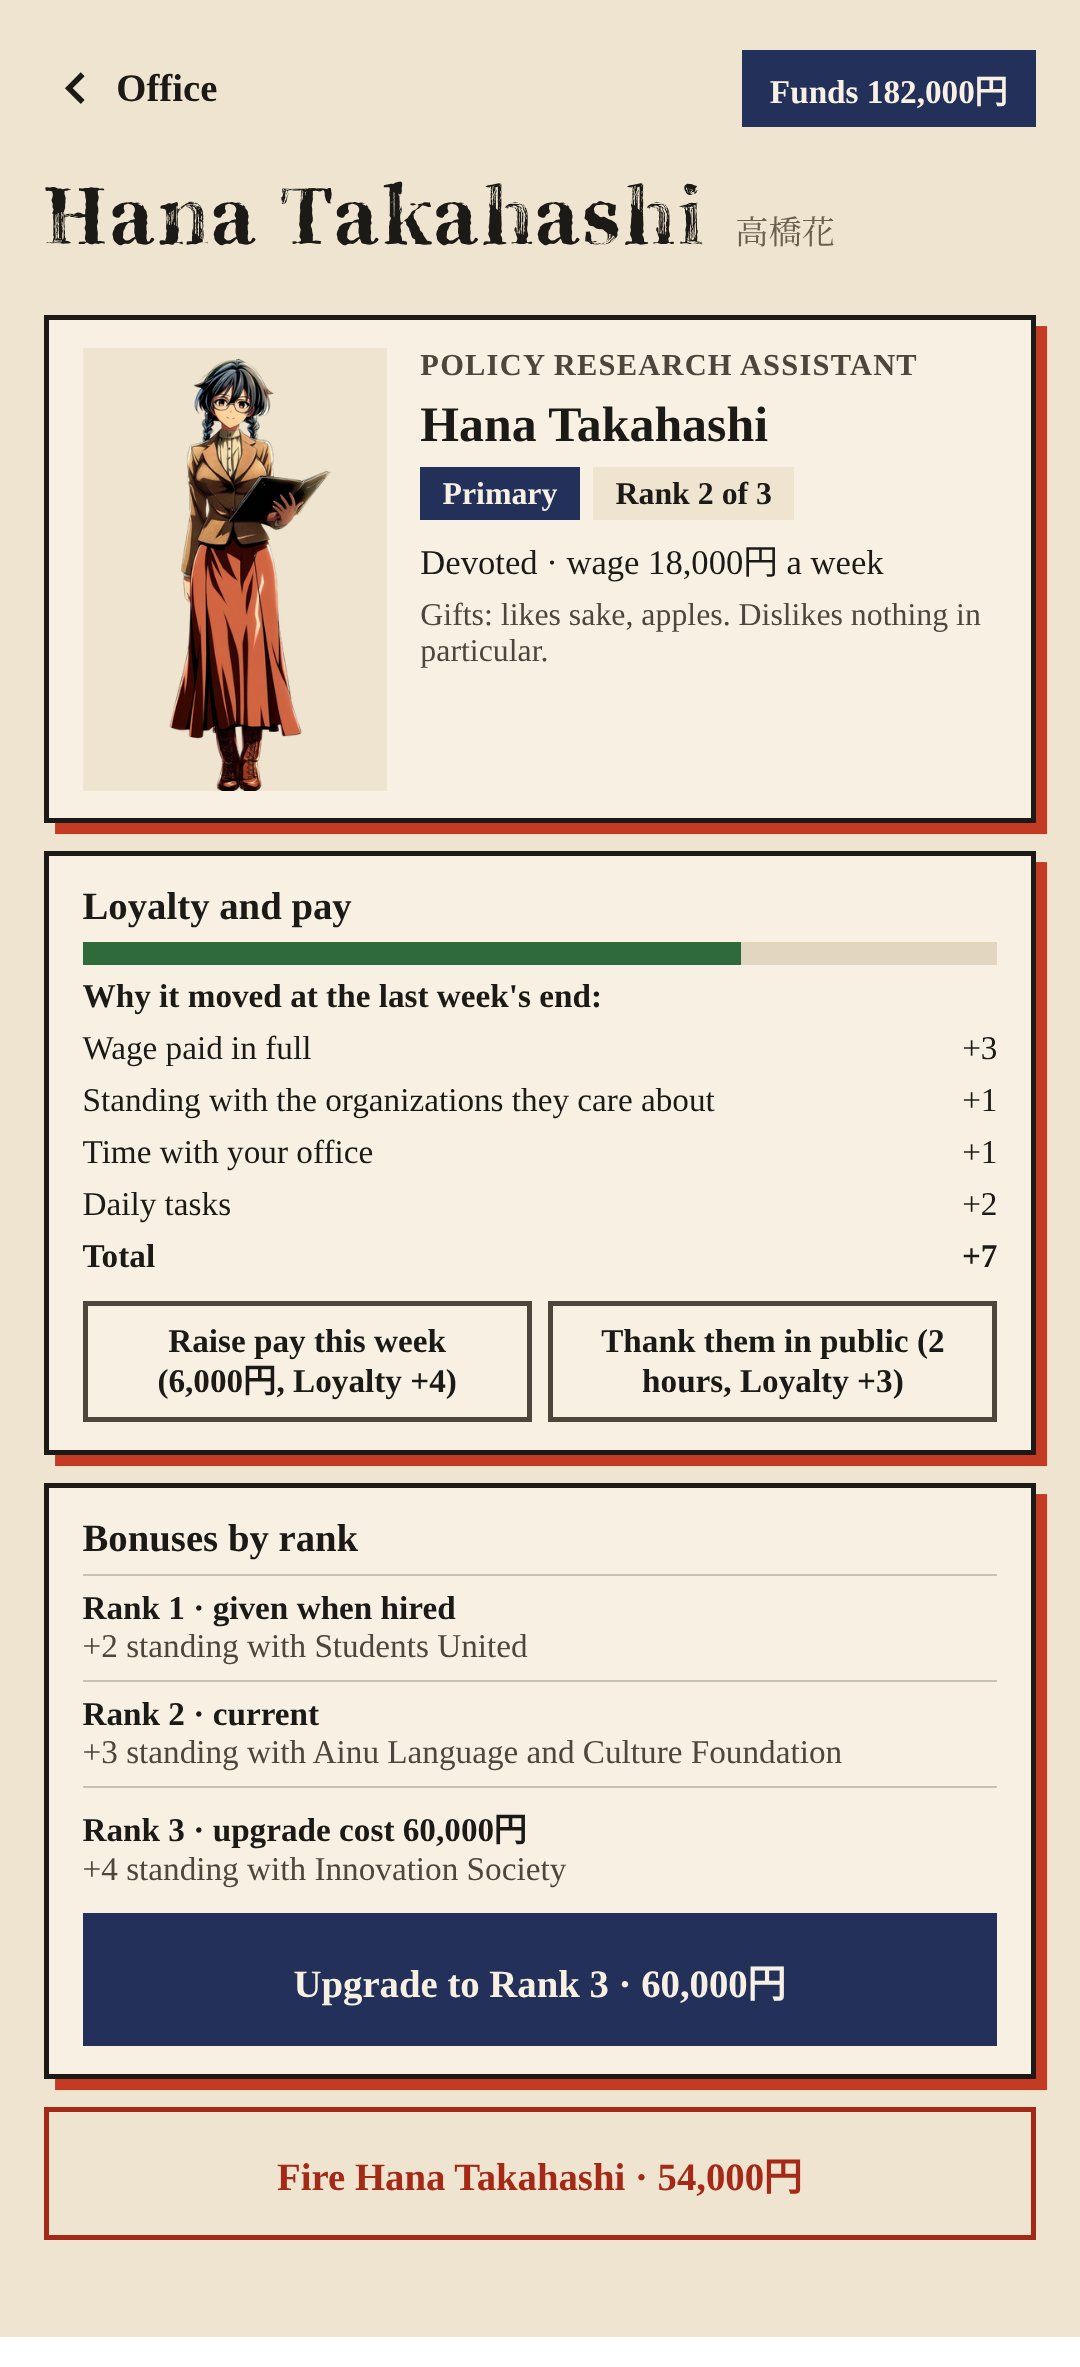 Office
Funds 182,000円
Hana Takahashi 高橋花
POLICY RESEARCH ASSISTANT
Hana Takahashi
Primary
Rank 2 of 3
Devoted · wage 18,000円 a week
Gifts: likes sake, apples. Dislikes nothing in
particular.
Loyalty and pay
Why it moved at the last week's end:
Wage paid in full +3
Standing with the organizations they care about +1
Time with your office +1
Daily tasks +2
Total +7
Raise pay this week
(6,000円, Loyalty +4)
Thank them in public (2
hours, Loyalty +3)
Bonuses by rank
Rank 1 · given when hired
+2 standing with Students United
Rank 2 · current
+3 standing with Ainu Language and Culture Foundation
Rank 3 · upgrade cost 60,000円
+4 standing with Innovation Society
Upgrade to Rank 3 · 60,000円
Fire Hana Takahashi · 54,000円